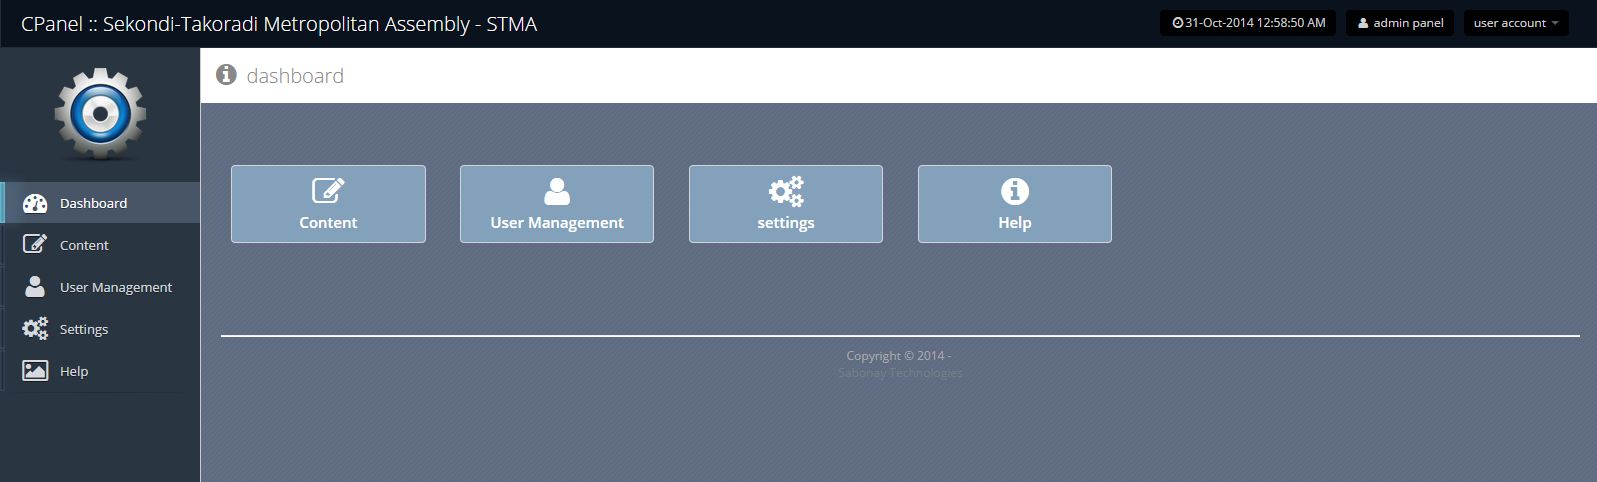 CPanel :: Sekondi-Takoradi Metropolitan Assembly - STMA
31-Oct-2014 12:58:50 AM
admin panel
user account
dashboard
Dashboard
Content
User Management
Settings
Help
Content
User Management
settings
Help
Copyright © 2014 -
Sabonay Technologies